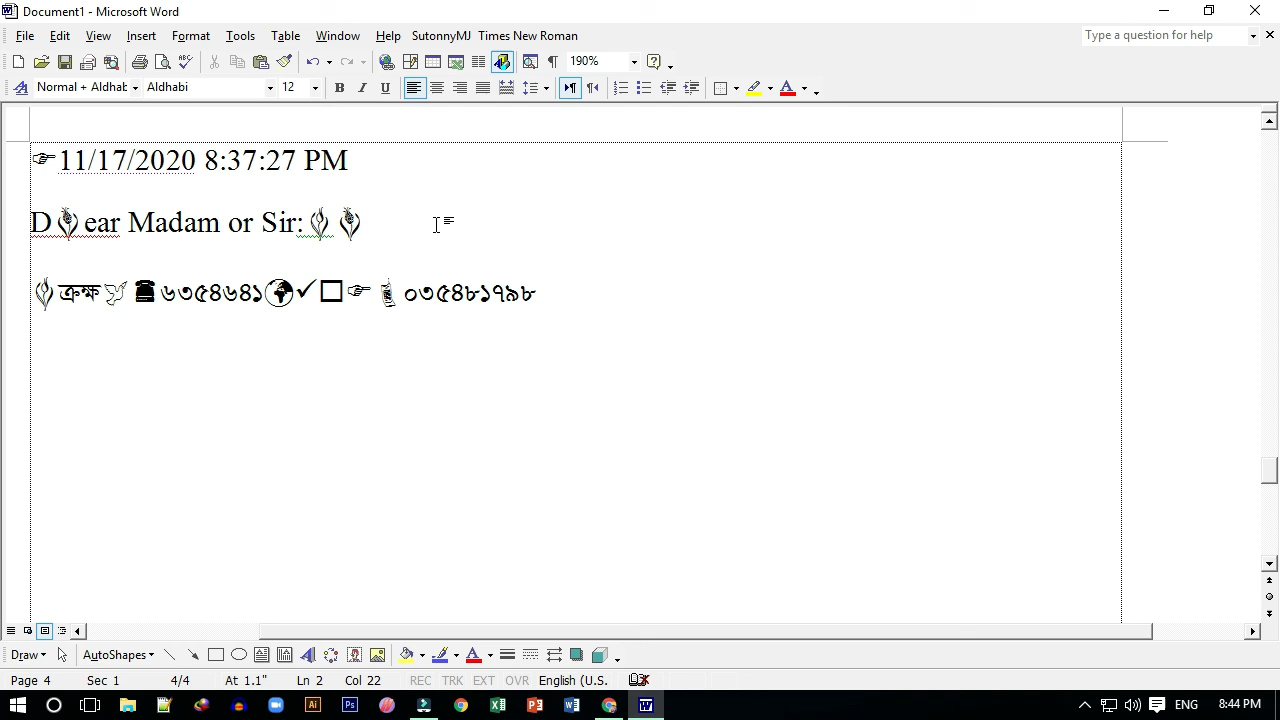 Document1 - Microsoft Word
File Edit View Insert Format Tools Table Window Help SutonnyMJ Times New Roman
Type a question for help
190%
Normal + Aldhab Aldhabi 12 B I U
☞11/17/2020 8:37:27 PM
D ear Madam or Sir:
ক্রক্ষ🕊☎৬৩৫৪৬৪১🌍✓☐☞ ০৩৫৪৮১৭৯৮
Draw AutoShapes
Page 4 Sec 1 4/4 At 1.1" Ln 2 Col 22 REC TRK EXT OVR English (U.S.
ENG 8:44 PM